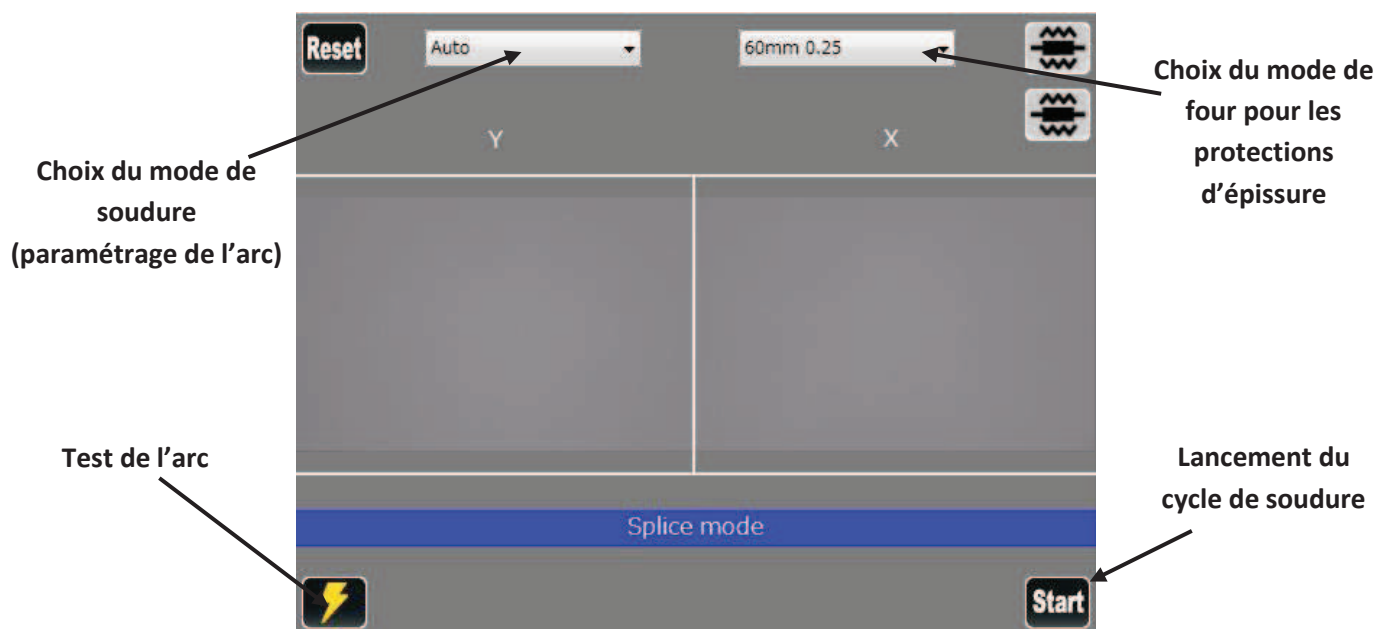 Reset
Auto
60mm 0.25
Choix du mode de
four pour les
protections
d’épissure
Y
X
Choix du mode de
soudure
(paramétrage de l’arc)
Test de l’arc
Lancement du
cycle de soudure
Splice mode
Start